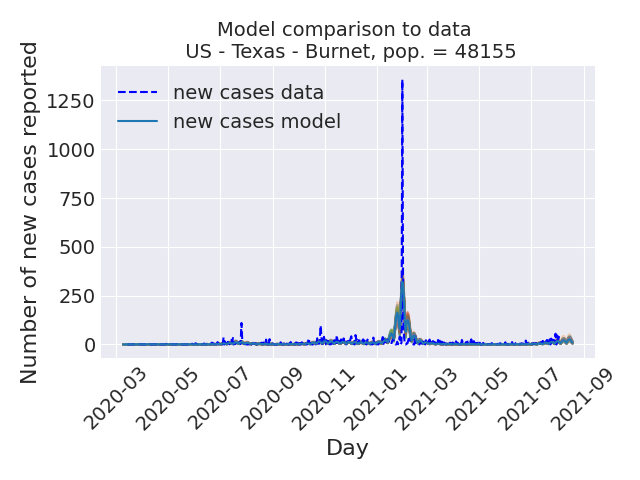 Model comparison to data
US - Texas - Burnet, pop. = 48155
Number of new cases reported
1250
1000
750
500
250
0
new cases data
new cases model
2020-03
2020-05
2020-07
2020-09
2020-11
2021-01
2021-03
2021-05
2021-07
2021-09
Day